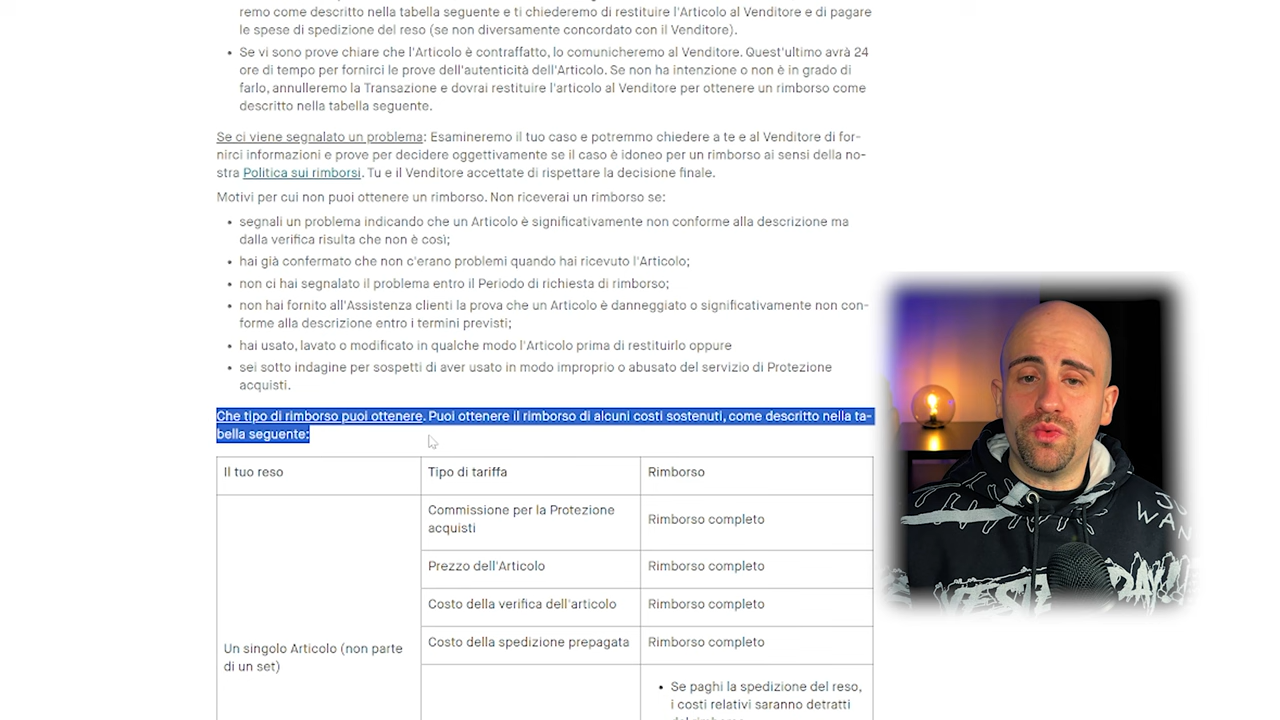 remo come descritto nella tabella seguente e ti chiederemo di restituire l'Articolo al Venditore e di pagare
le spese di spedizione del reso (se non diversamente concordato con il Venditore).
• Se vi sono prove chiare che l'Articolo è contraffatto, lo comunicheremo al Venditore. Quest'ultimo avrà 24
ore di tempo per fornirci le prove dell'autenticità dell'Articolo. Se non ha intenzione o non è in grado di
farlo, annulleremo la Transazione e dovrai restituire l'articolo al Venditore per ottenere un rimborso come
descritto nella tabella seguente.
Se ci viene segnalato un problema: Esamineremo il tuo caso e potremmo chiedere a te e al Venditore di for-
nirci informazioni e prove per decidere oggettivamente se il caso è idoneo per un rimborso ai sensi della no-
stra Politica sui rimborsi. Tu e il Venditore accettate di rispettare la decisione finale.
Motivi per cui non puoi ottenere un rimborso. Non riceverai un rimborso se:
• segnali un problema indicando che un Articolo è significativamente non conforme alla descrizione ma
dalla verifica risulta che non è così;
• hai già confermato che non c'erano problemi quando hai ricevuto l'Articolo;
• non ci hai segnalato il problema entro il Periodo di richiesta di rimborso;
• non hai fornito all'Assistenza clienti la prova che un Articolo è danneggiato o significativamente non con-
forme alla descrizione entro i termini previsti;
• hai usato, lavato o modificato in qualche modo l'Articolo prima di restituirlo oppure
• sei sotto indagine per sospetti di aver usato in modo improprio o abusato del servizio di Protezione
acquisti.
Che tipo di rimborso puoi ottenere. Puoi ottenere il rimborso di alcuni costi sostenuti, come descritto nella ta-
bella seguente:
Il tuo reso
Tipo di tariffa
Rimborso
Commissione per la Protezione
acquisti
Rimborso completo
Prezzo dell'Articolo
Rimborso completo
Costo della verifica dell'articolo
Rimborso completo
Costo della spedizione prepagata
Rimborso completo
Un singolo Articolo (non parte
di un set)
• Se paghi la spedizione del reso,
i costi relativi saranno detratti